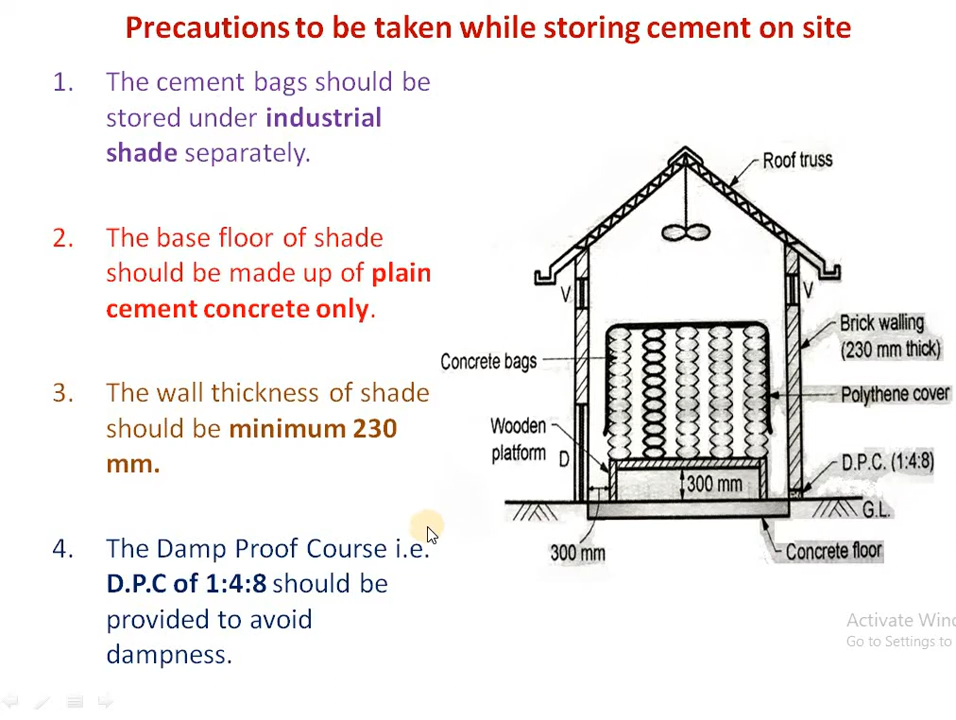 Precautions to be taken while storing cement on site
1. The cement bags should be
stored under industrial
shade separately.
2. The base floor of shade
should be made up of plain
cement concrete only.
3. The wall thickness of shade
should be minimum 230
mm.
4. The Damp Proof Course i.e.
D.P.C of 1:4:8 should be
provided to avoid
dampness.
Roof truss
V
V
Brick walling
(230 mm thick)
Concrete bags
Polythene cover
Wooden
platform
D
D.P.C. (1:4:8)
300 mm
G.L.
300 mm
Concrete floor
Activate Wind
Go to Settings to